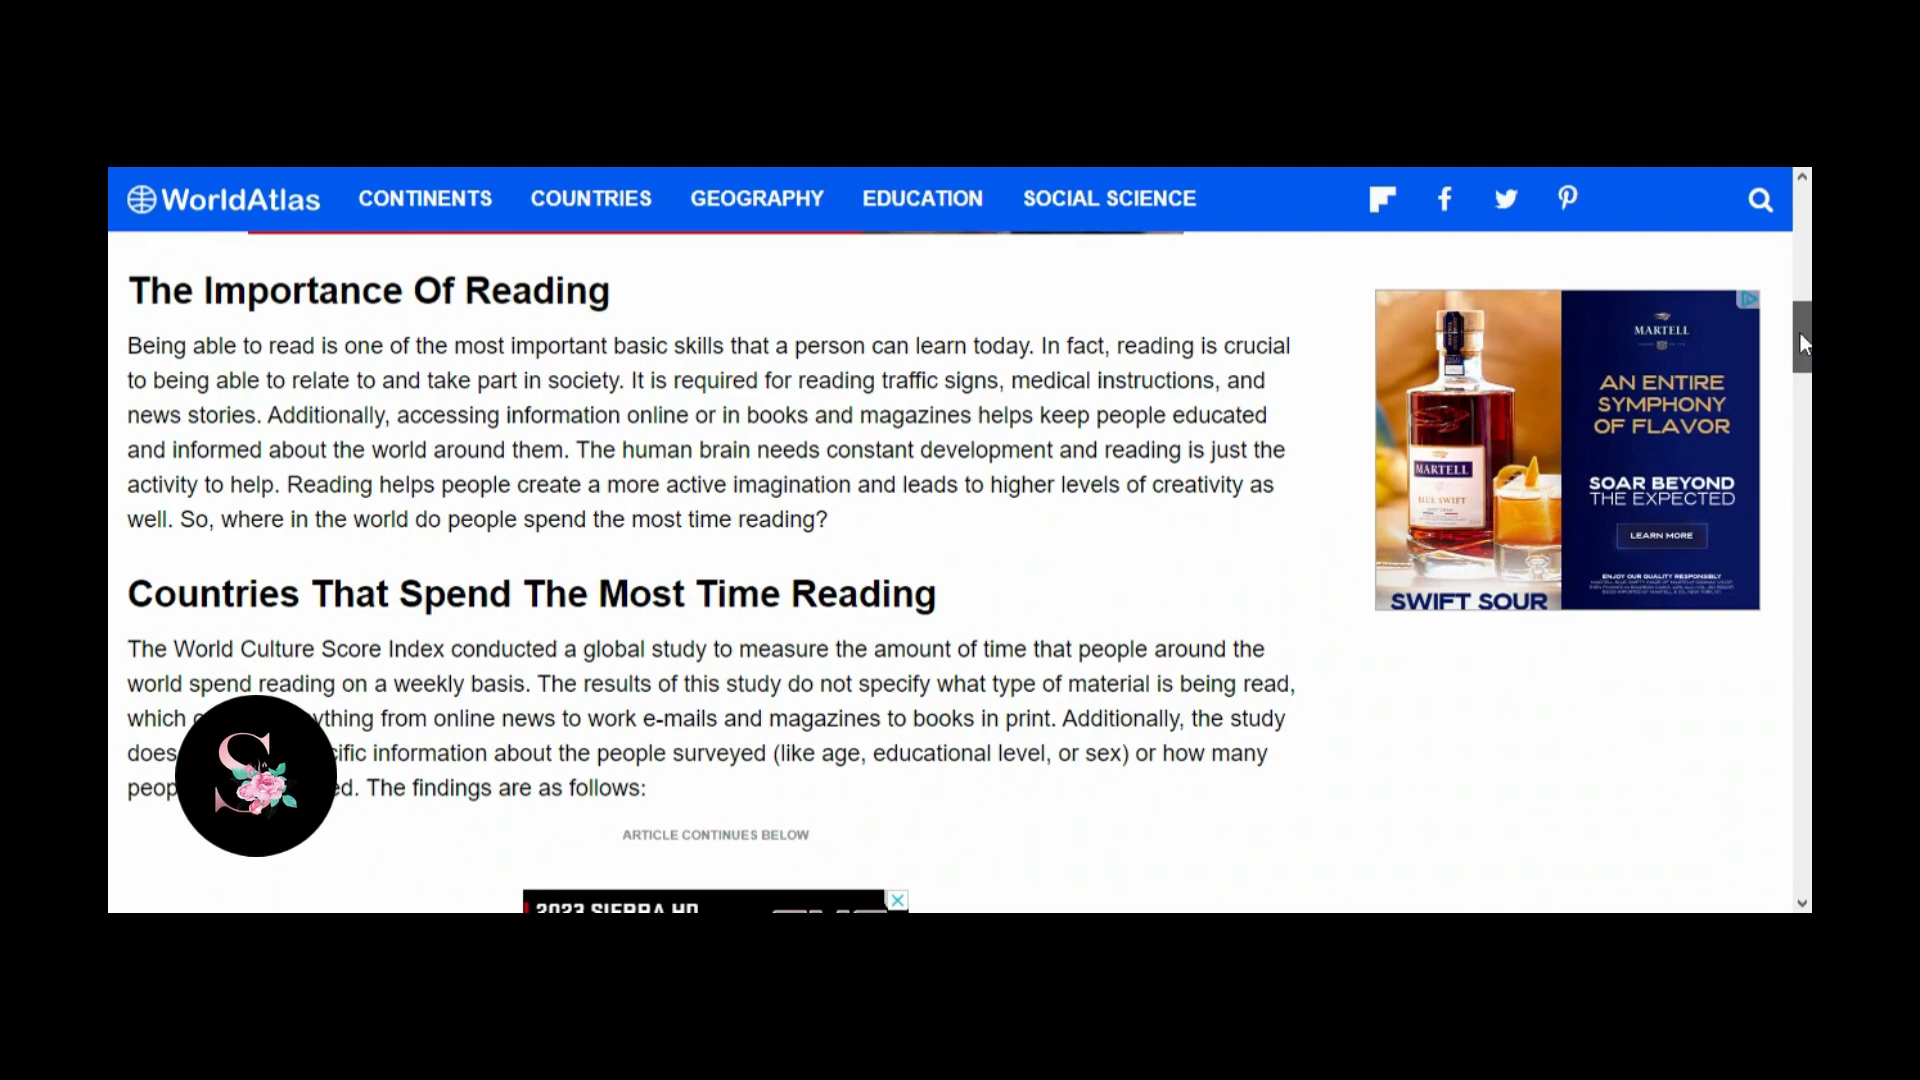 WorldAtlas CONTINENTS COUNTRIES GEOGRAPHY EDUCATION SOCIAL SCIENCE
The Importance Of Reading
Being able to read is one of the most important basic skills that a person can learn today. In fact, reading is crucial
to being able to relate to and take part in society. It is required for reading traffic signs, medical instructions, and
news stories. Additionally, accessing information online or in books and magazines helps keep people educated
and informed about the world around them. The human brain needs constant development and reading is just the
activity to help. Reading helps people create a more active imagination and leads to higher levels of creativity as
well. So, where in the world do people spend the most time reading?
Countries That Spend The Most Time Reading
The World Culture Score Index conducted a global study to measure the amount of time that people around the
world spend reading on a weekly basis. The results of this study do not specify what type of material is being read,
which ything from online news to work e-mails and magazines to books in print. Additionally, the study
does ific information about the people surveyed (like age, educational level, or sex) or how many
peop ed. The findings are as follows:
S
ARTICLE CONTINUES BELOW
2023 SIERRA HD
MARTELL
BLUE SWIFT
SWIFT SOUR
MARTELL
AN ENTIRE
SYMPHONY
OF FLAVOR
SOAR BEYOND
THE EXPECTED
LEARN MORE
ENJOY OUR QUALITY RESPONSIBLY